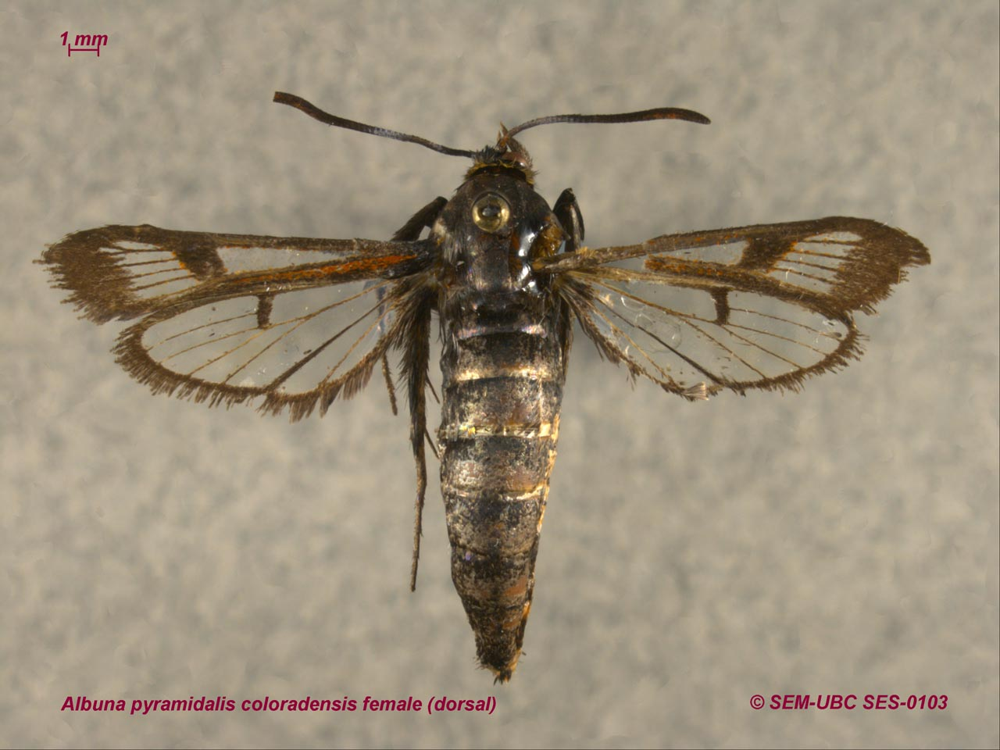 1 mm
Albuna pyramidalis coloradensis female (dorsal)
© SEM-UBC SES-0103